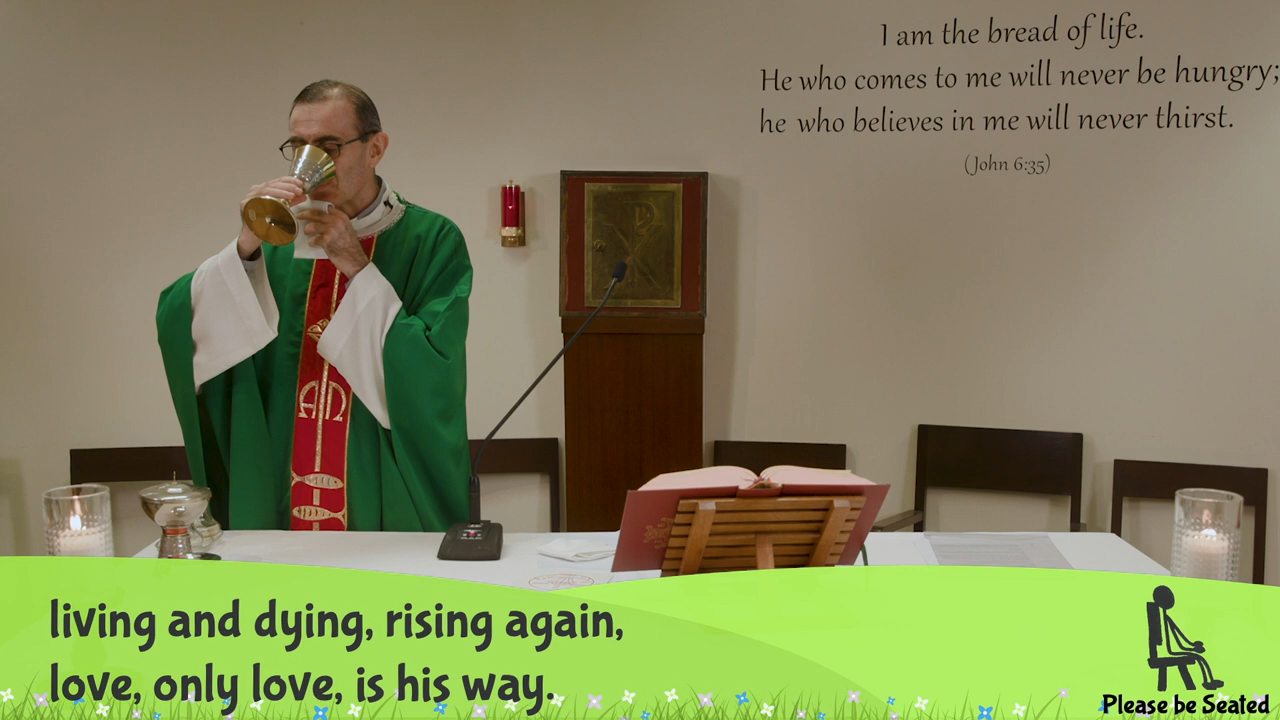 I am the bread of life.
He who comes to me will never be hungry;
he who believes in me will never thirst.
(John 6:35)
living and dying, rising again,
love, only love, is his way.
Please be Seated